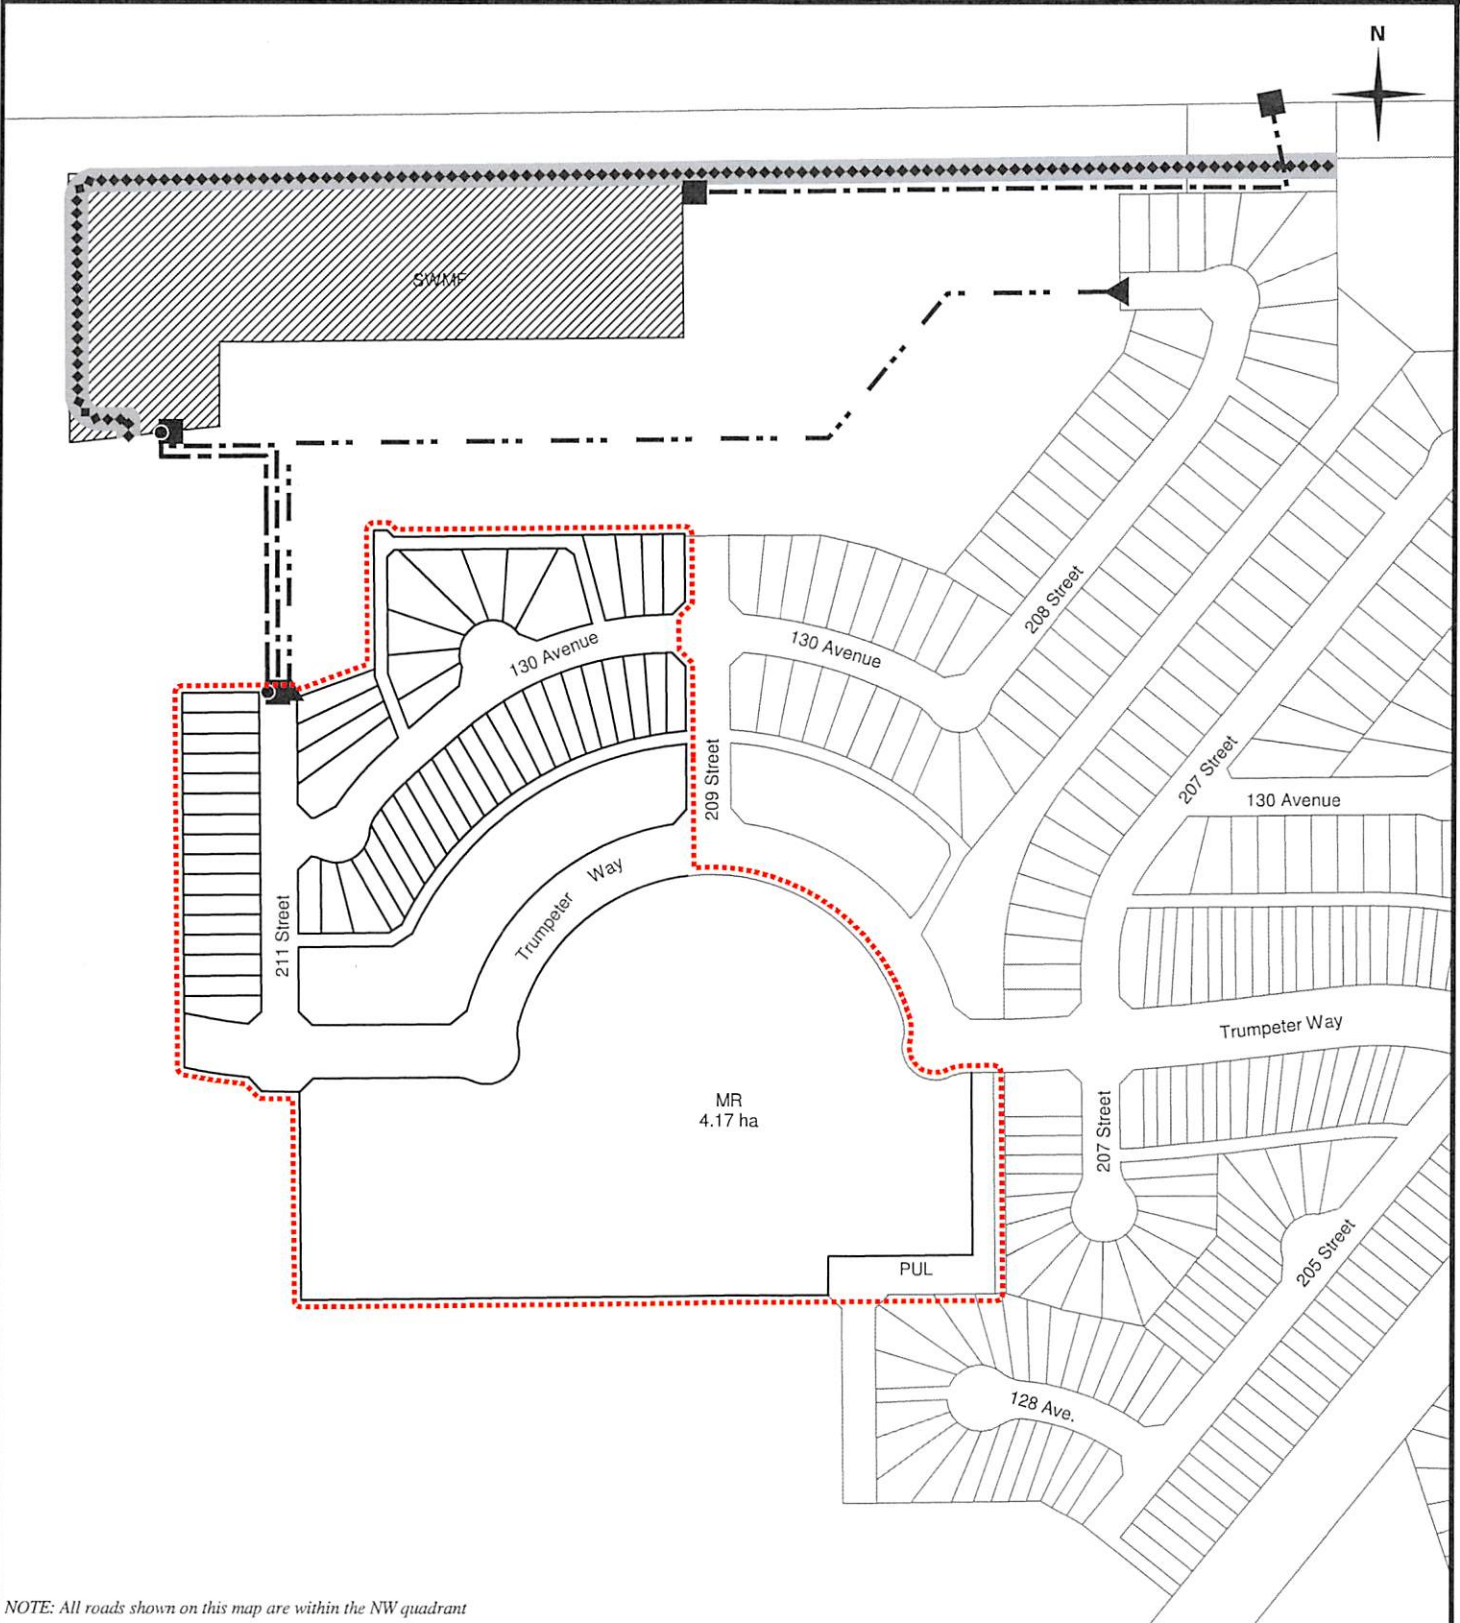 N
SWMF
130 Avenue
130 Avenue
208 Street
209 Street
207 Street
130 Avenue
Trumpeter Way
211 Street
Trumpeter Way
MR
4.17 ha
207 Street
PUL
205 Street
128 Ave.
NOTE: All roads shown on this map are within the NW quadrant